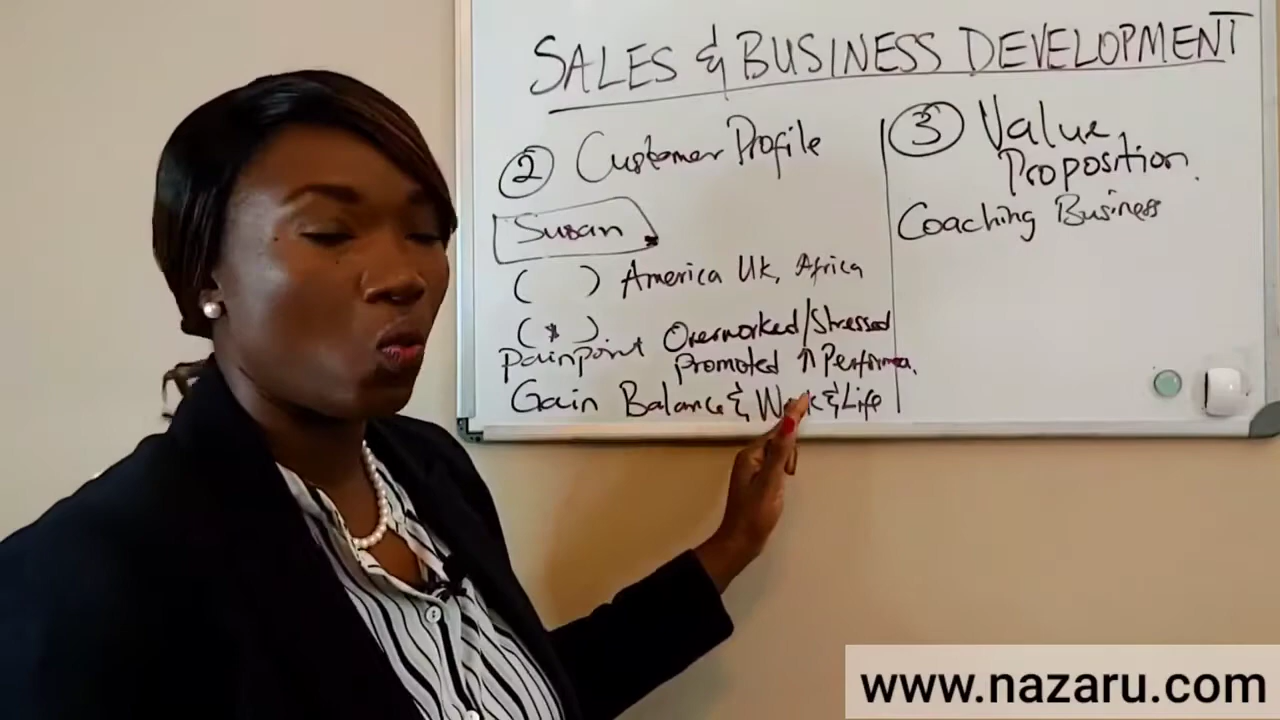 SALES & BUSINESS DEVELOPMENT
② Customer Profile
Susan
( ) America UK, Africa
( * )
Painpoint Overworked/Stressed
Promoted ↑ Performa.
Gain Balance & Work & Life
③ Value
Proposition.
Coaching Business
www.nazaru.com